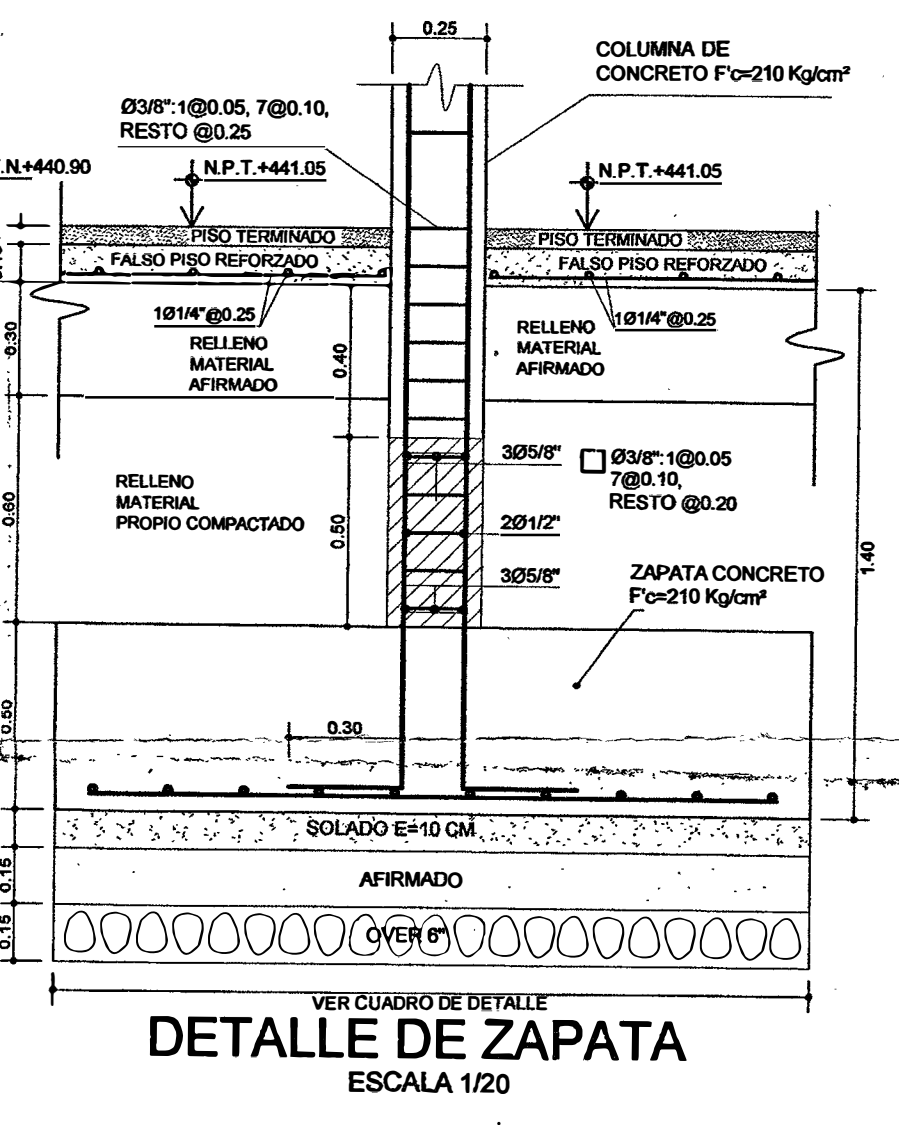 0.25
COLUMNA DE
CONCRETO F'c=210 Kg/cm²
Ø3/8":1@0.05, 7@0.10,
RESTO @0.25
.N.+440.90
N.P.T.+441.05
N.P.T.+441.05
PISO TERMINADO
PISO TERMINADO
FALSO PISO REFORZADO
FALSO PISO REFORZADO
1Ø1/4"@0.25
1Ø1/4"@0.25
RELLENO
MATERIAL
AFIRMADO
RELLENO
MATERIAL
AFIRMADO
0.30
0.40
3Ø5/8"
Ø3/8":1@0.05
7@0.10,
RESTO @0.20
RELLENO
MATERIAL
PROPIO COMPACTADO
0.60
0.50
2Ø1/2"
3Ø5/8"
1.40
ZAPATA CONCRETO
F'c=210 Kg/cm²
0.50
0.30
SOLADO E=10 CM
0.15
AFIRMADO
0.15
OVER 6"
VER CUADRO DE DETALLE
DETALLE DE ZAPATA
ESCALA 1/20